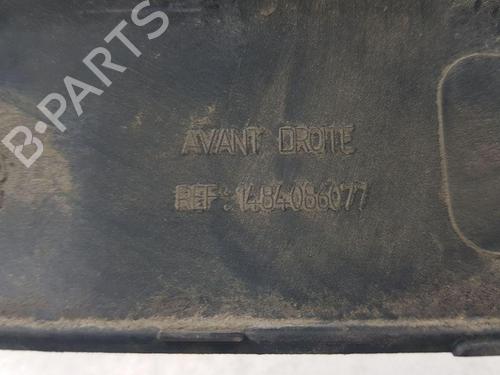 B-PARTS
AVANT DROITE
REF : 1484086077